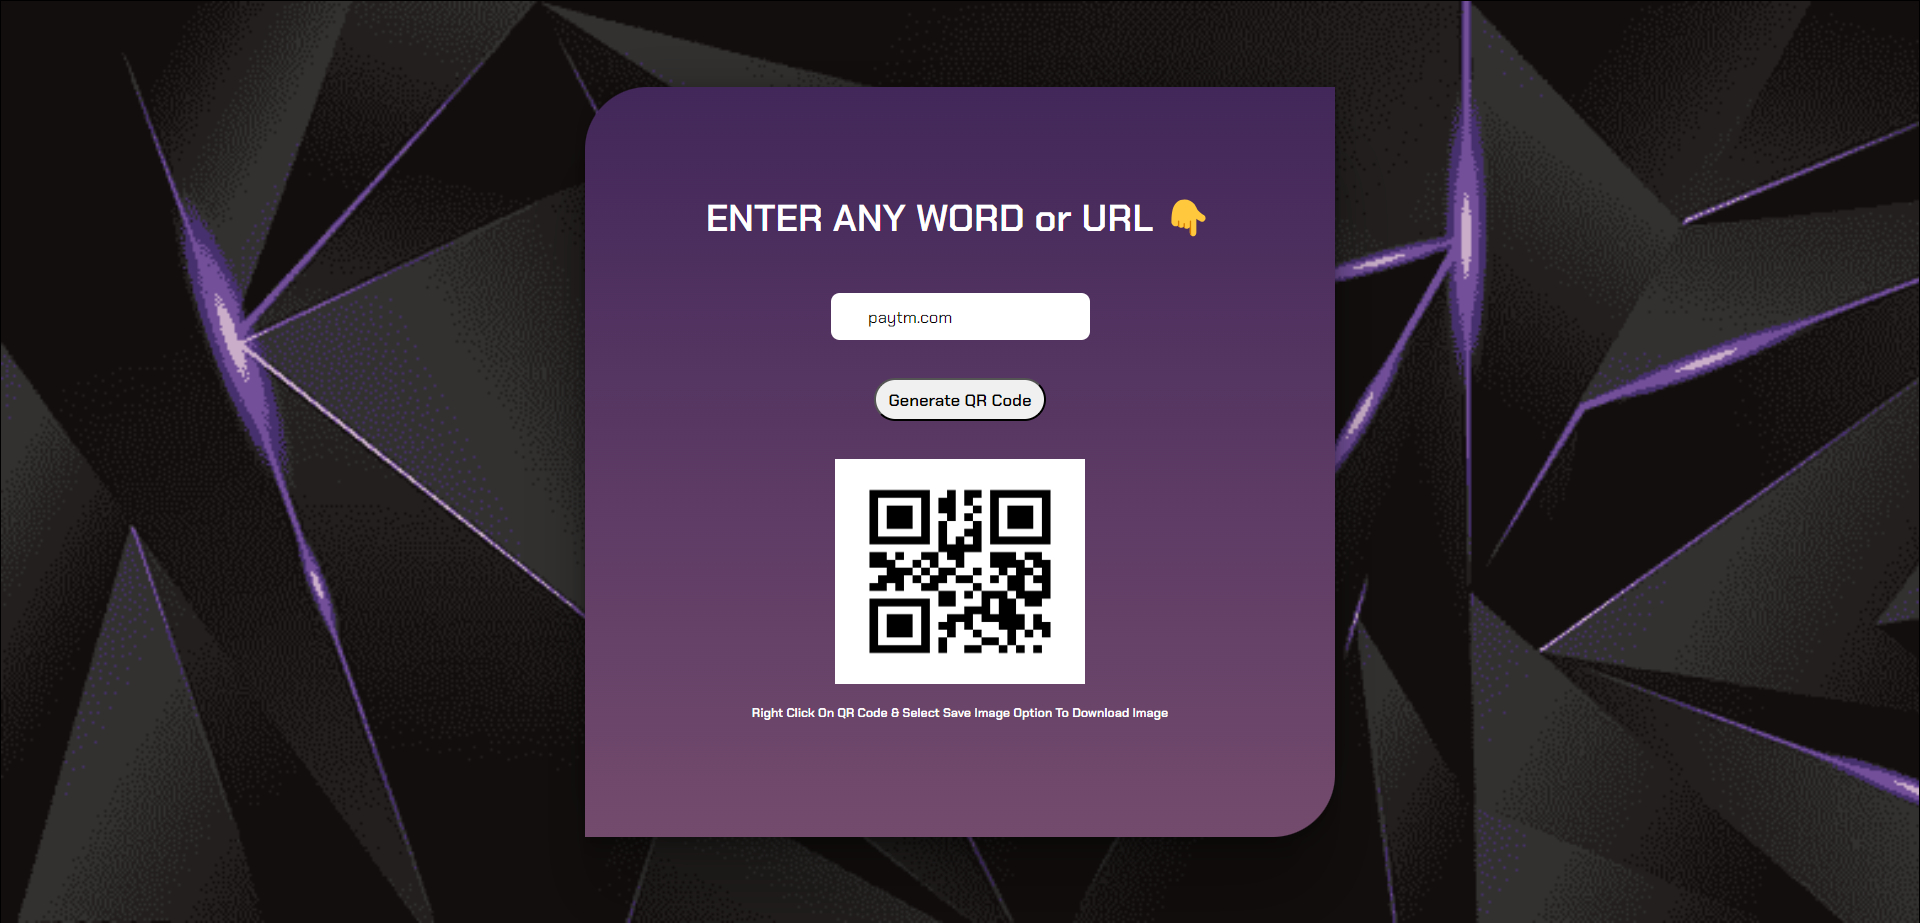 ENTER ANY WORD or URL 👇
paytm.com
Generate QR Code
Right Click On QR Code & Select Save Image Option To Download Image